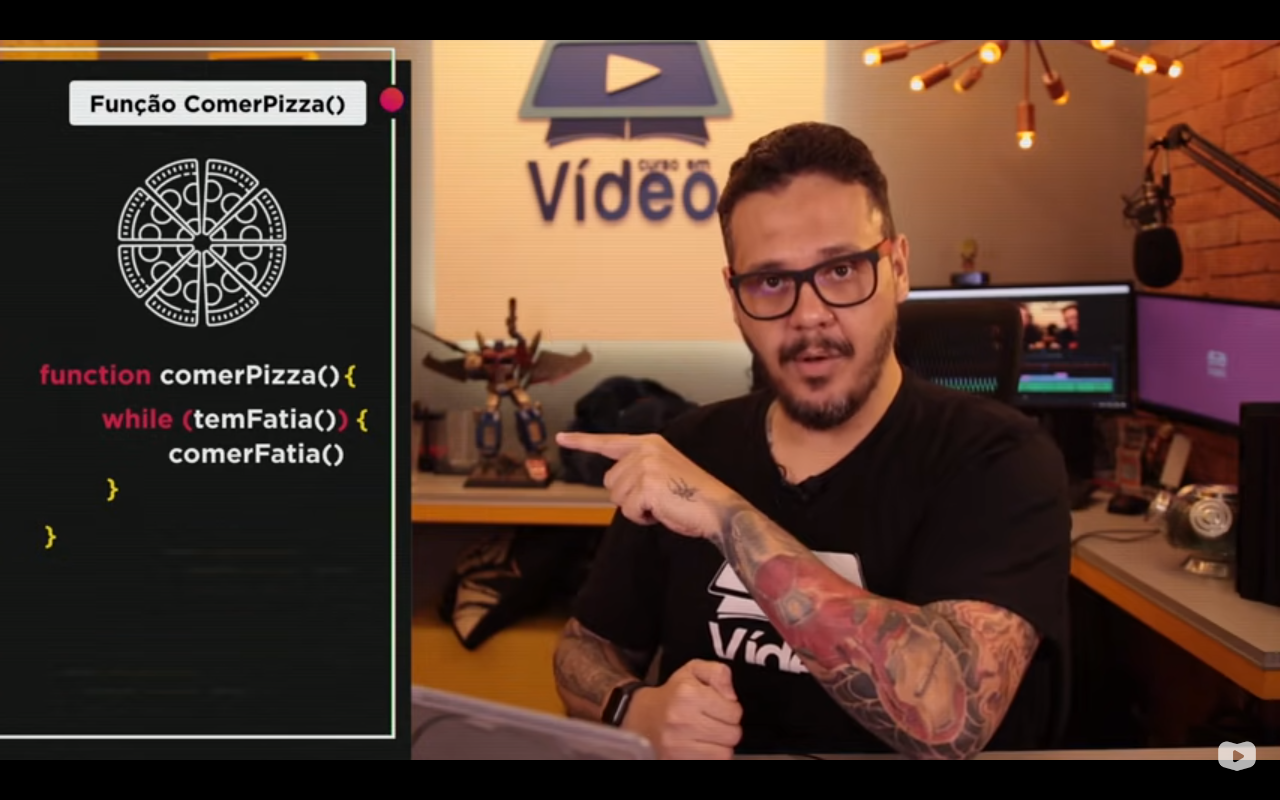 Função ComerPizza()
function comerPizza() {
while (temFatia()) {
comerFatia()
}
}
curso em
Vídeo
Víde